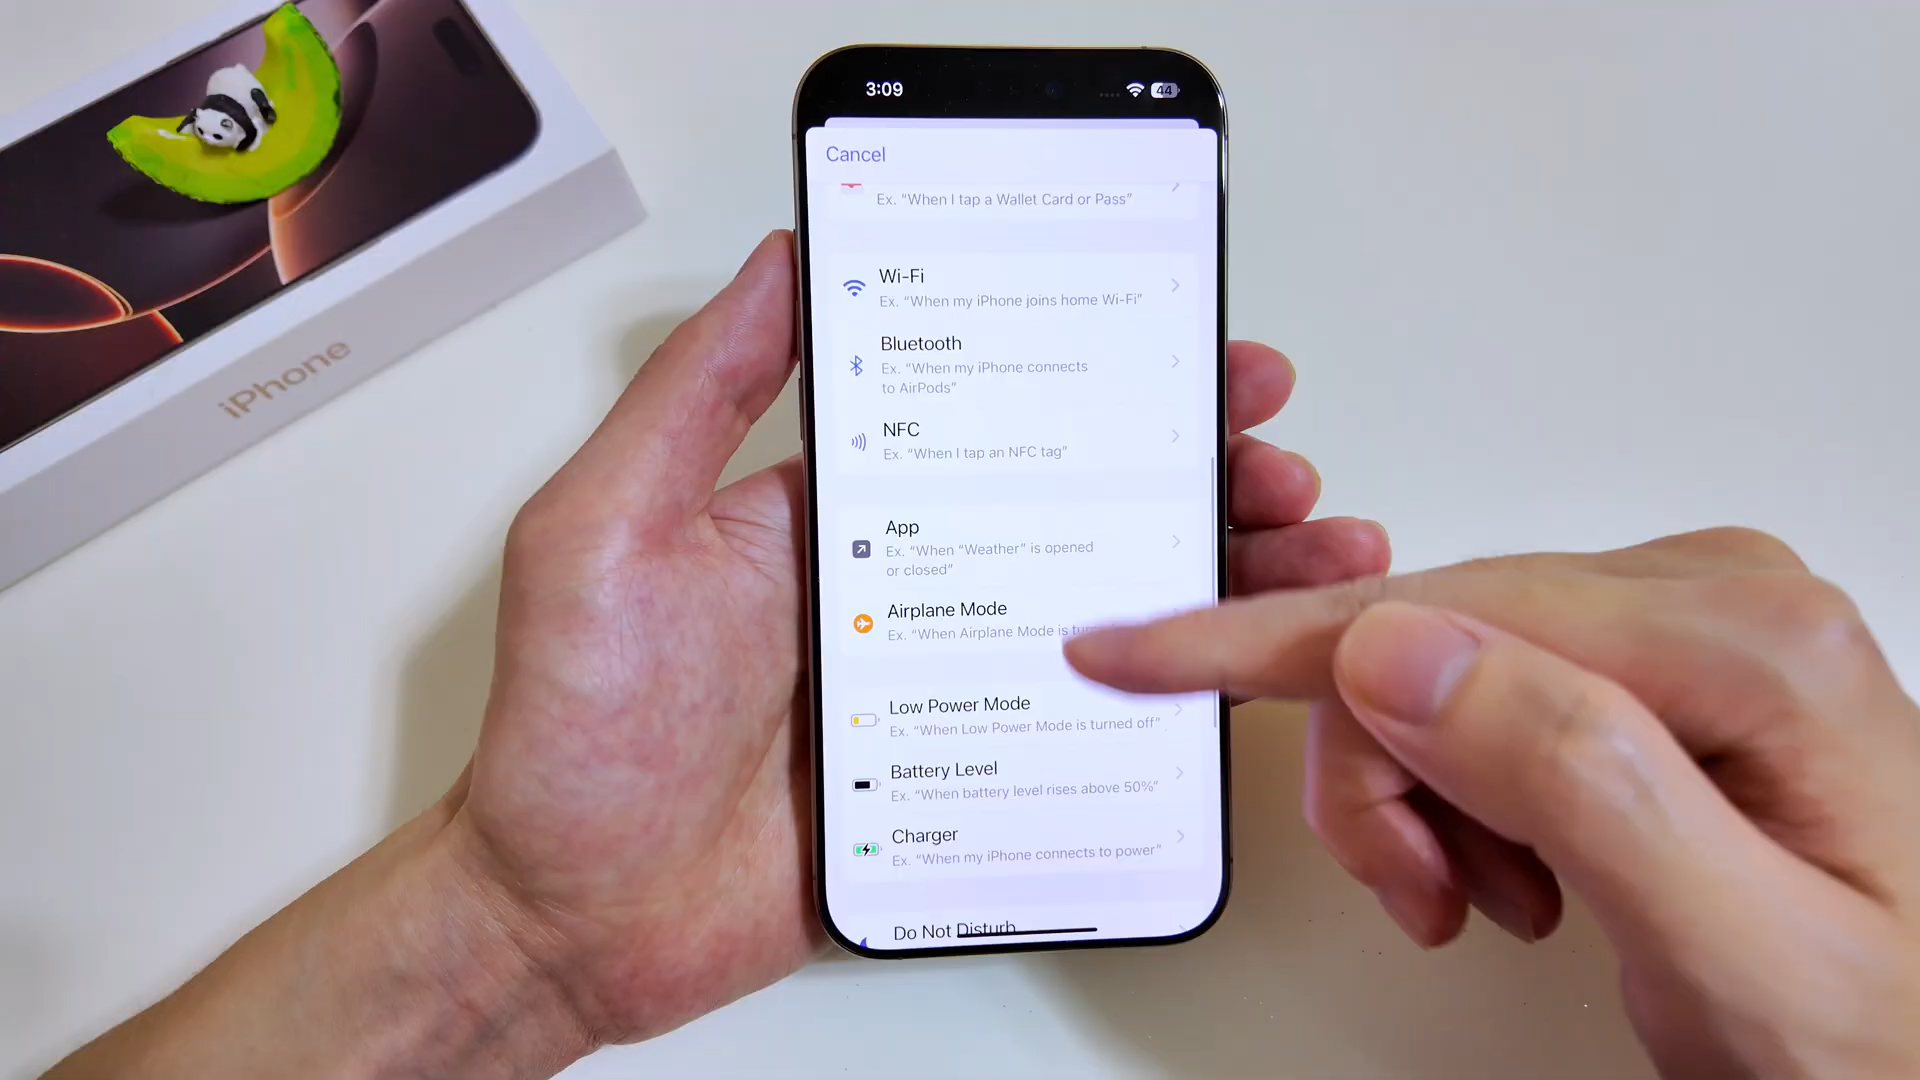 3:09
44
Cancel
Ex. “When I tap a Wallet Card or Pass”
Wi-Fi
Ex. “When my iPhone joins home Wi-Fi”
Bluetooth
Ex. “When my iPhone connects
to AirPods”
NFC
Ex. “When I tap an NFC tag”
App
Ex. “When “Weather” is opened
or closed”
Airplane Mode
Ex. “When Airplane Mode is
Low Power Mode
Ex. “When Low Power Mode is turned off”
Battery Level
Ex. “When battery level rises above 50%”
Charger
Ex. “When my iPhone connects to power”
Do Not Disturb
iPhone